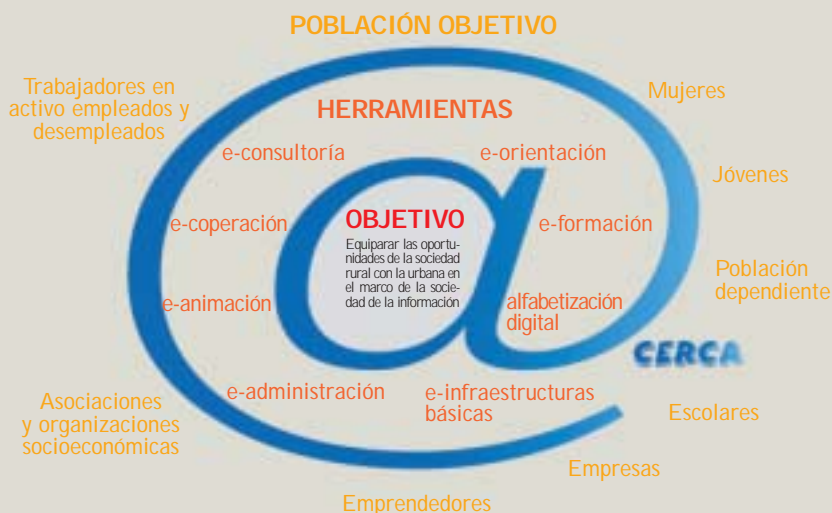 POBLACIÓN OBJETIVO
Trabajadores en
activo empleados y
desempleados
Mujeres
HERRAMIENTAS
e-consultoría
e-orientación
Jóvenes
e-coperación
OBJETIVO
Equiparar las oportu-
nidades de la sociedad
rural con la urbana en
el marco de la socie-
dad de la información
e-formación
Población
dependiente
e-animación
alfabetización
digital
CERCA
e-administración
e-infraestructuras
básicas
Asociaciones
y organizaciones
socioeconómicas
Escolares
Empresas
Emprendedores